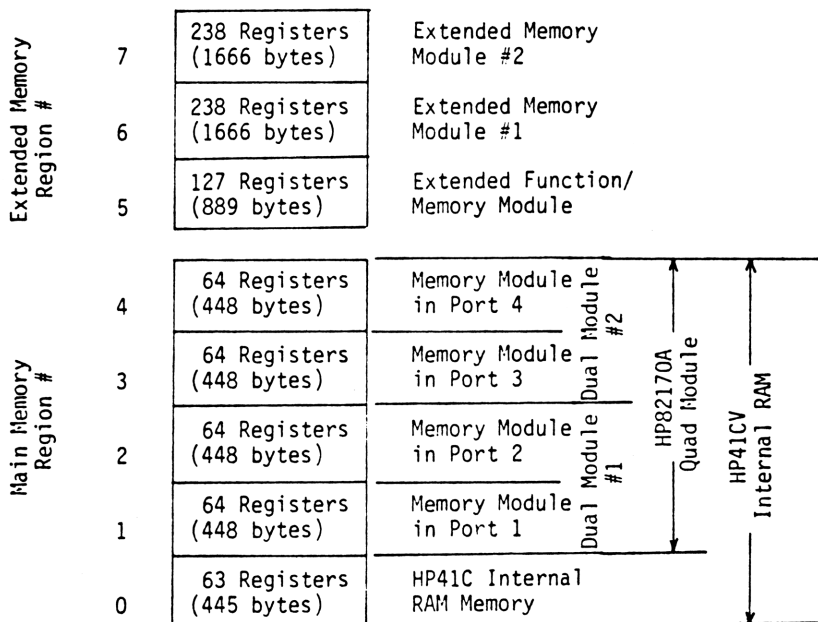 Extended Memory
Region #
7
238 Registers
(1666 bytes)
Extended Memory
Module #2
6
238 Registers
(1666 bytes)
Extended Memory
Module #1
5
127 Registers
(889 bytes)
Extended Function/
Memory Module
Main Memory
Region #
4
64 Registers
(448 bytes)
Memory Module
in Port 4
3
64 Registers
(448 bytes)
Memory Module
in Port 3
Dual Module
#2
2
64 Registers
(448 bytes)
Memory Module
in Port 2
1
64 Registers
(448 bytes)
Memory Module
in Port 1
Dual Module
#1
HP82170A
Quad Module
HP41CV
Internal RAM
0
63 Registers
(445 bytes)
HP41C Internal
RAM Memory